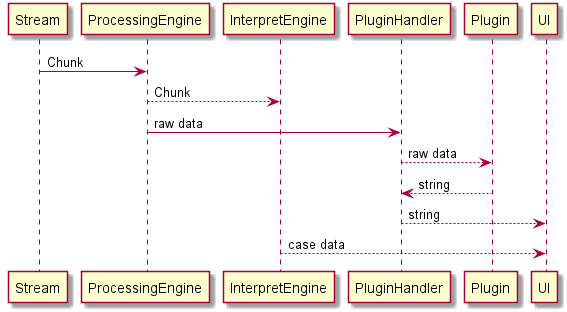 Stream ProcessingEngine InterpretEngine PluginHandler Plugin UI
Chunk
Chunk
raw data
raw data
string
string
case data
Stream ProcessingEngine InterpretEngine PluginHandler Plugin UI